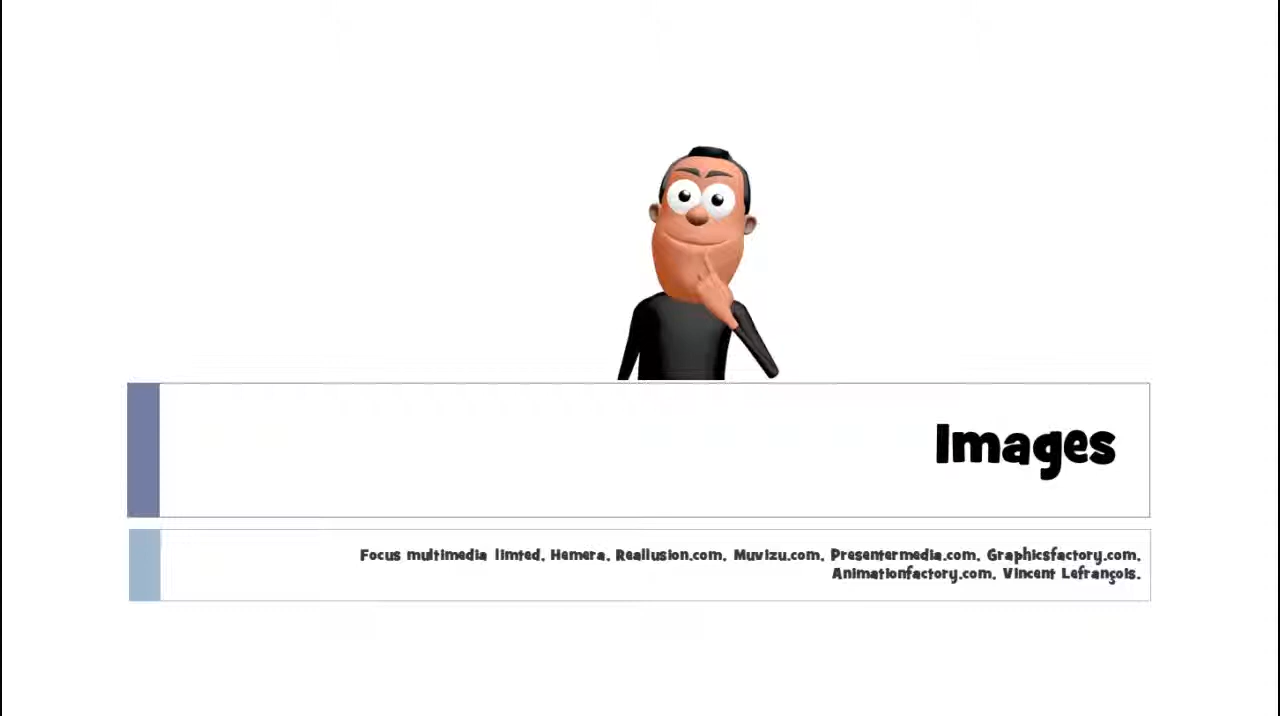 Images
Focus multimedia limted, Hemera, Reallusion.com, Muvizu.com, Presentermedia.com, Graphicsfactory.com,
Animationfactory.com, Vincent Lefrançois.